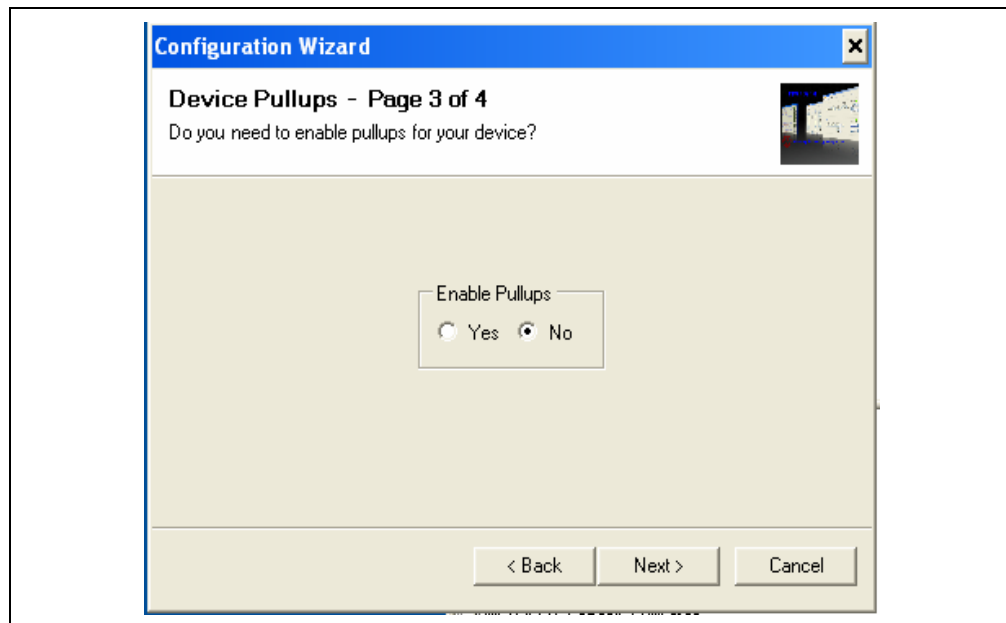 Configuration Wizard
Device Pullups - Page 3 of 4
Do you need to enable pullups for your device?
Enable Pullups
Yes No
< Back Next > Cancel